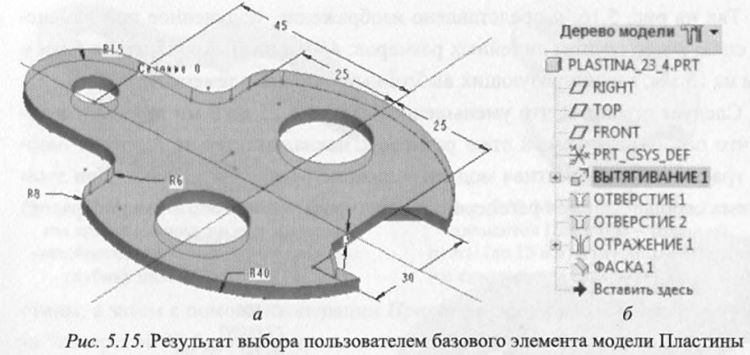 45
25
25
R15
Сечение 0
R6
R8
R40
30
а
Дерево модели
PLASTINA_23_4.PRT
RIGHT
TOP
FRONT
PRT_CSYS_DEF
ВЫТЯГИВАНИЕ 1
ОТВЕРСТИЕ 1
ОТВЕРСТИЕ 2
ОТРАЖЕНИЕ 1
ФАСКА 1
Вставить здесь
б
Рис. 5.15. Результат выбора пользователем базового элемента модели Пластины